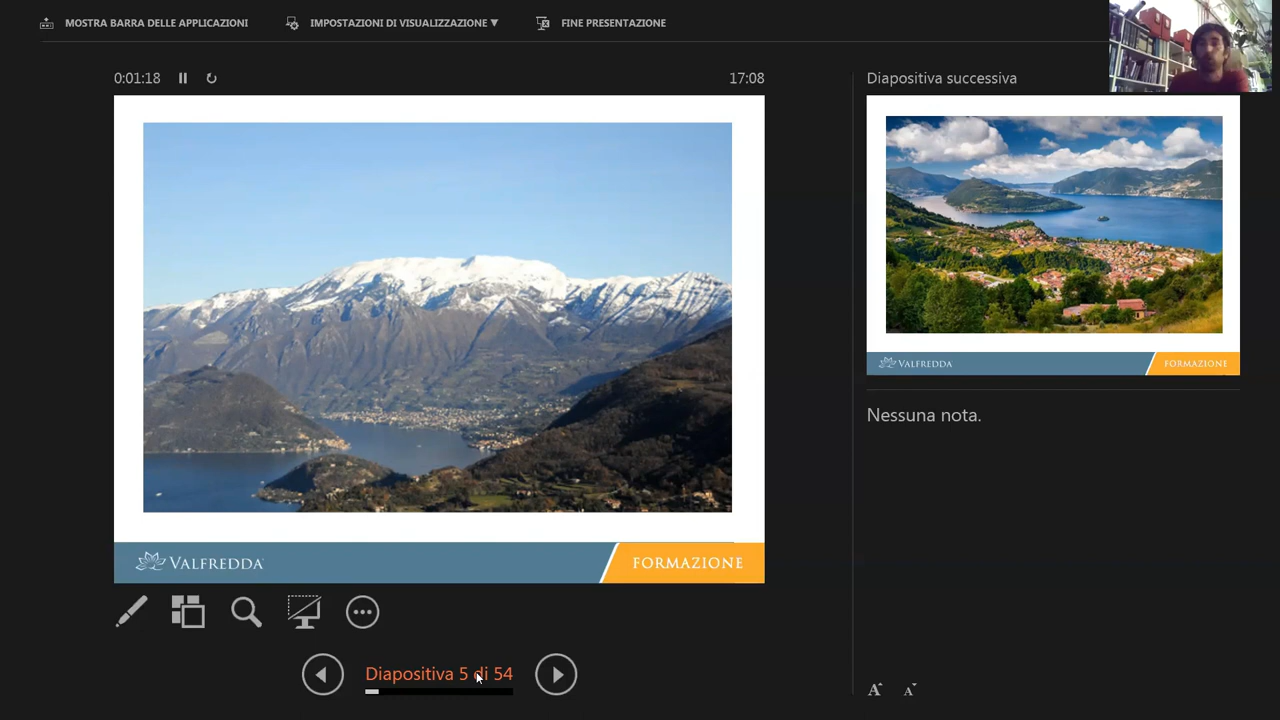 MOSTRA BARRA DELLE APPLICAZIONI
IMPOSTAZIONI DI VISUALIZZAZIONE ▼
FINE PRESENTAZIONE
0:01:18
17:08
Diapositiva successiva
VALFREDDA
FORMAZIONE
VALFREDDA
FORMAZIONE
Nessuna nota.
Diapositiva 5 di 54
A A